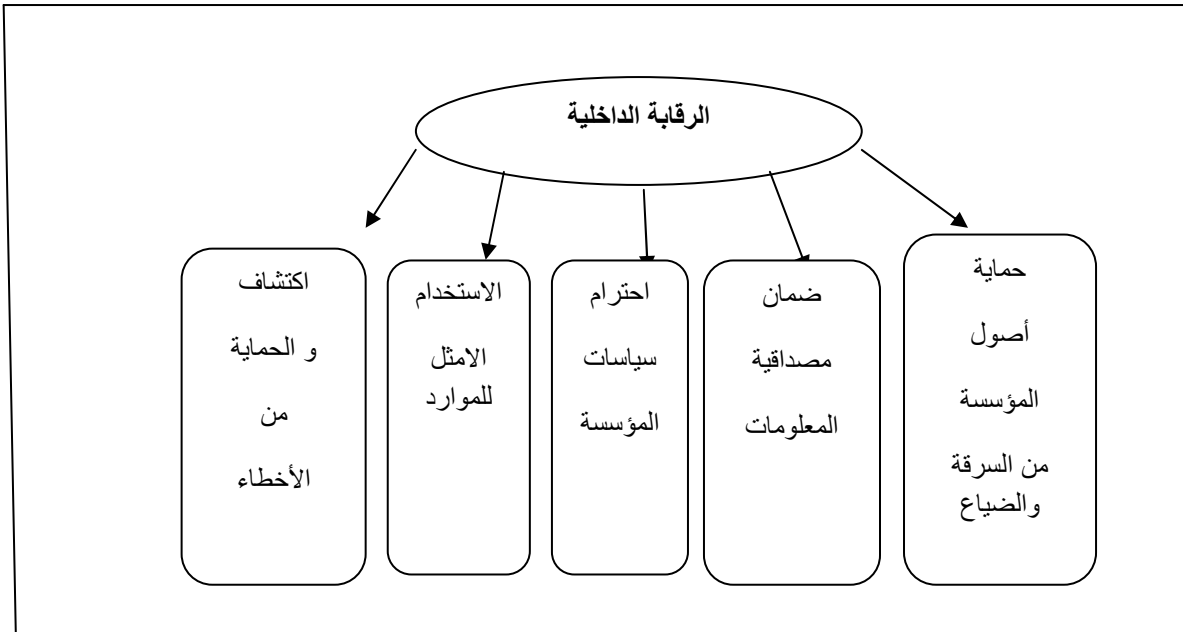 الرقابة الداخلية
حماية
أصول
المؤسسة
من السرقة
والضياع
ضمان
مصداقية
المعلومات
احترام
سياسات
المؤسسة
الاستخدام
الامثل
للموارد
اكتشاف
و الحماية
من
الأخطاء